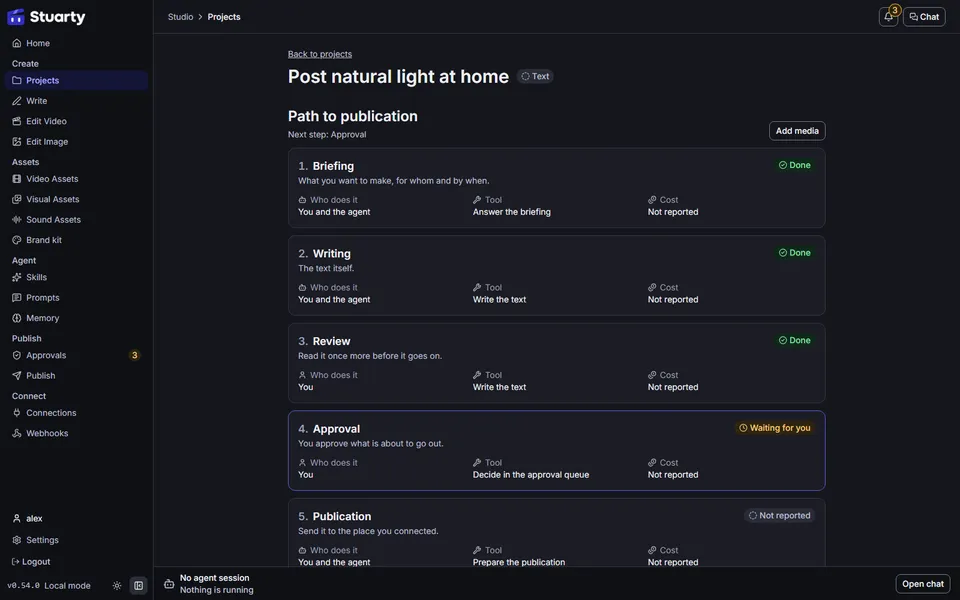 Stuarty
Home
Create
Projects
Write
Edit Video
Edit Image
Assets
Video Assets
Visual Assets
Sound Assets
Brand kit
Agent
Skills
Prompts
Memory
Publish
Approvals 3
Publish
Connect
Connections
Webhooks
alex
Settings
Logout
v0.54.0 Local mode
Studio > Projects
3
Chat
Back to projects
Post natural light at home Text
Path to publication
Next step: Approval
Add media
1. Briefing Done
What you want to make, for whom and by when.
Who does it Tool Cost
You and the agent Answer the briefing Not reported
2. Writing Done
The text itself.
Who does it Tool Cost
You and the agent Write the text Not reported
3. Review Done
Read it once more before it goes on.
Who does it Tool Cost
You Write the text Not reported
4. Approval Waiting for you
You approve what is about to go out.
Who does it Tool Cost
You Decide in the approval queue Not reported
5. Publication Not reported
Send it to the place you connected.
Who does it Tool Cost
You and the agent Prepare the publication Not reported
No agent session
Nothing is running
Open chat